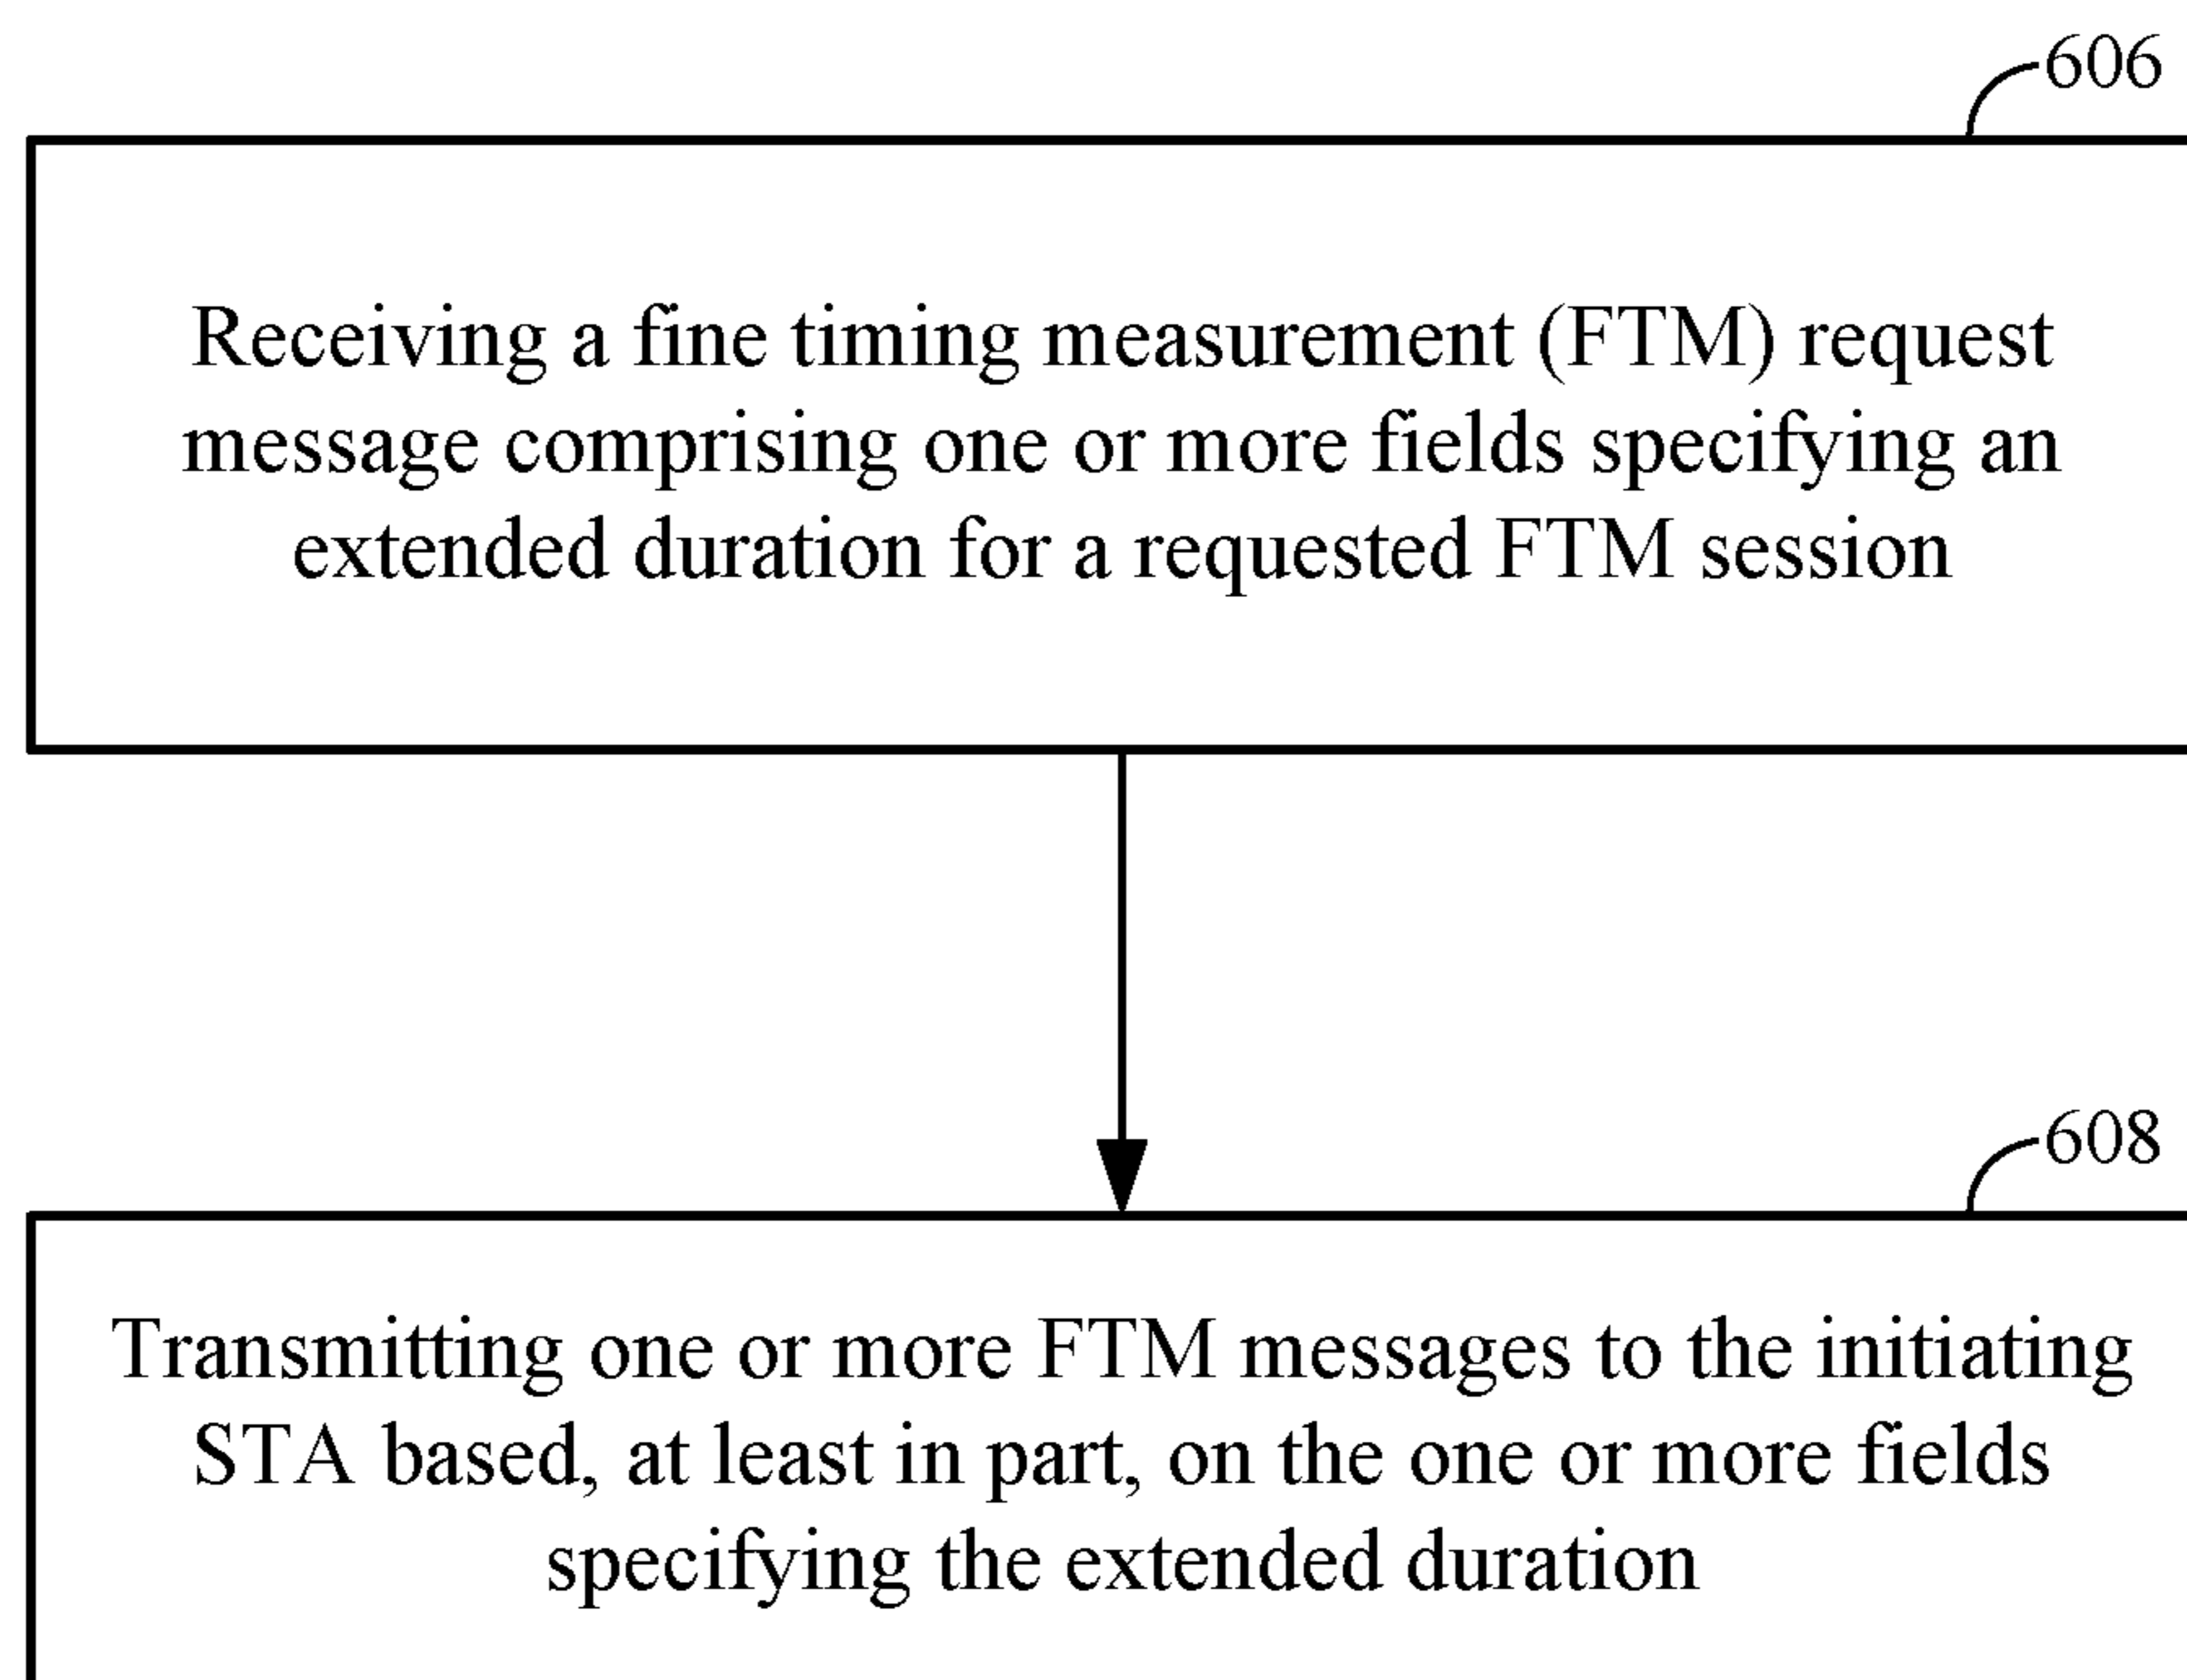 606
Receiving a fine timing measurement (FTM) request
message comprising one or more fields specifying an
extended duration for a requested FTM session
608
Transmitting one or more FTM messages to the initiating
STA based, at least in part, on the one or more fields
specifying the extended duration